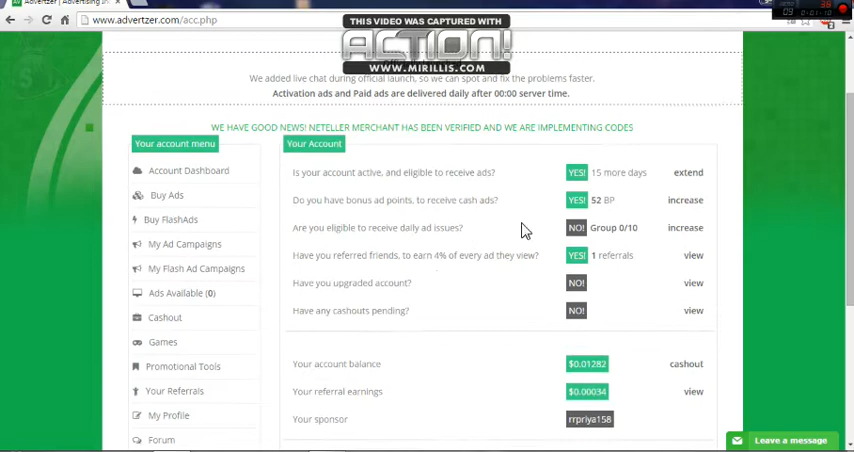 Advertzer | Advertising In
www.advertzer.com/acc.php
THIS VIDEO WAS CAPTURED WITH
ACTION!
WWW.MIRILLIS.COM
We added live chat during official launch, so we can spot and fix the problems faster.
Activation ads and Paid ads are delivered daily after 00:00 server time.
WE HAVE GOOD NEWS! NETELLER MERCHANT HAS BEEN VERIFIED AND WE ARE IMPLEMENTING CODES
Your account menu
Account Dashboard
Buy Ads
Buy FlashAds
My Ad Campaigns
My Flash Ad Campaigns
Ads Available (0)
Cashout
Games
Promotional Tools
Your Referrals
My Profile
Forum
Your Account
Is your account active, and eligible to receive ads? YES! 15 more days extend
Do you have bonus ad points, to receive cash ads? YES! 52 BP increase
Are you eligible to receive daily ad issues? NO! Group 0/10 increase
Have you referred friends, to earn 4% of every ad they view? YES! 1 referrals view
Have you upgraded account? NO! view
Have any cashouts pending? NO! view
Your account balance $0.01282 cashout
Your referral earnings $0.00034 view
Your sponsor rrpriya158
Leave a message